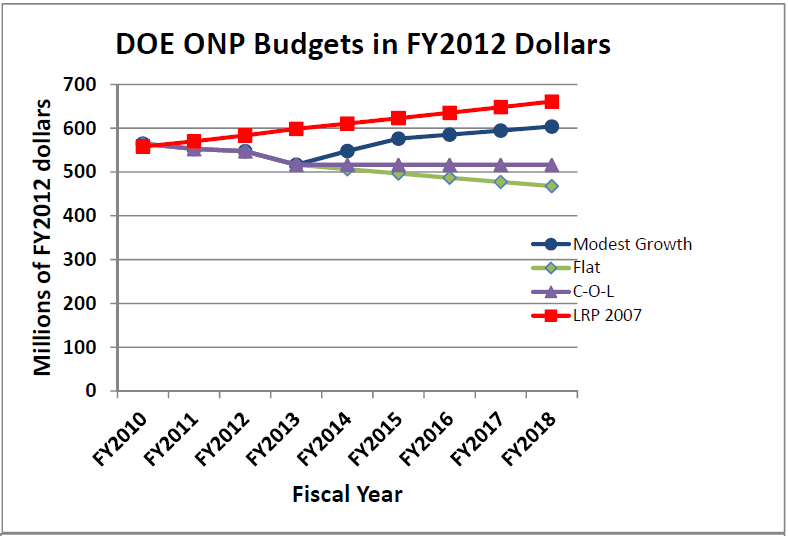 DOE ONP Budgets in FY2012 Dollars
Millions of FY2012 dollars
700
600
500
400
300
200
100
0
FY2010
FY2011
FY2012
FY2013
FY2014
FY2015
FY2016
FY2017
FY2018
Fiscal Year
Modest Growth
Flat
C-O-L
LRP 2007